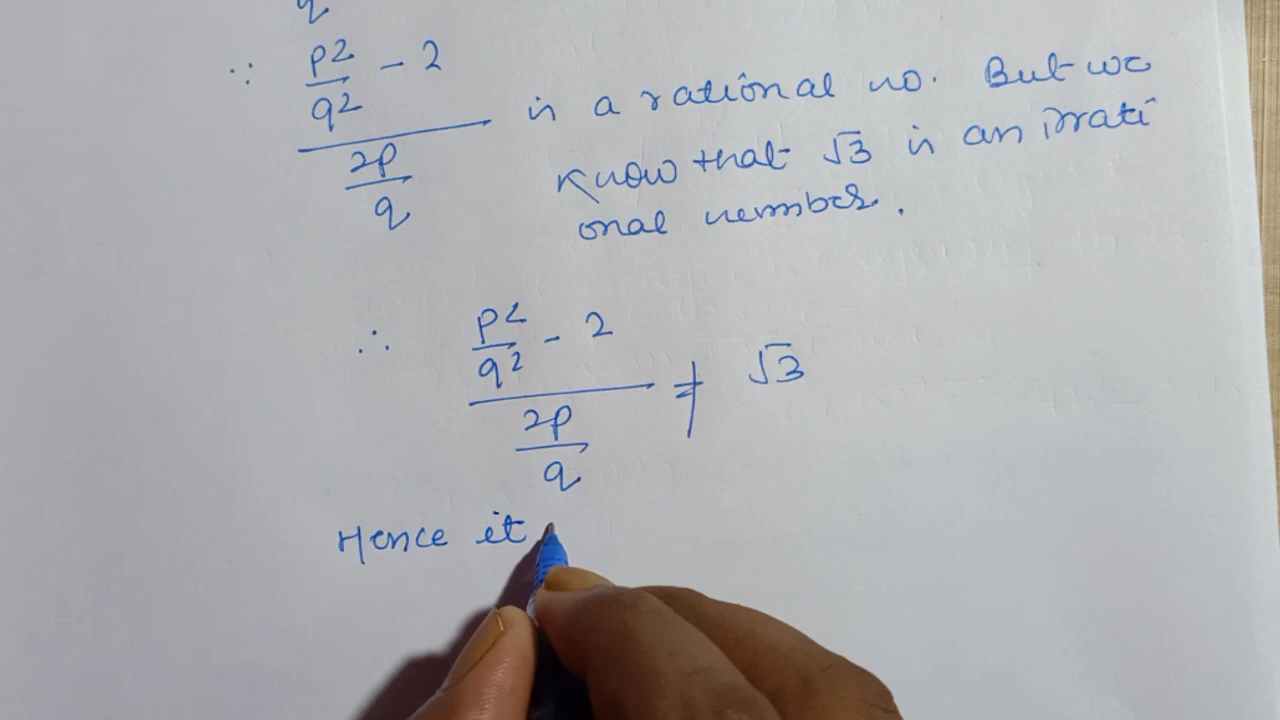 q
∵ p²/q² - 2 / 2p/q is a rational no. But we
know that √3 is an irrati
onal number.
∴ p²/q² - 2 / 2p/q ≠ √3
Hence it